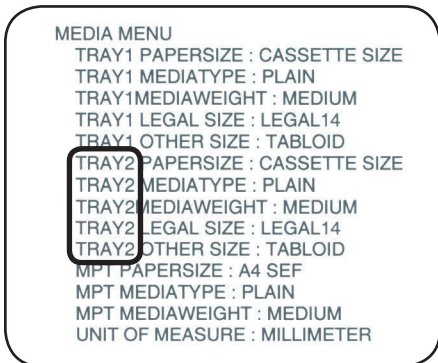 MEDIA MENU
TRAY1 PAPERSIZE : CASSETTE SIZE
TRAY1 MEDIATYPE : PLAIN
TRAY1MEDIAWEIGHT : MEDIUM
TRAY1 LEGAL SIZE : LEGAL14
TRAY1 OTHER SIZE : TABLOID
TRAY2 PAPERSIZE : CASSETTE SIZE
TRAY2 MEDIATYPE : PLAIN
TRAY2MEDIAWEIGHT : MEDIUM
TRAY2 LEGAL SIZE : LEGAL14
TRAY2 OTHER SIZE : TABLOID
MPT PAPERSIZE : A4 SEF
MPT MEDIATYPE : PLAIN
MPT MEDIAWEIGHT : MEDIUM
UNIT OF MEASURE : MILLIMETER